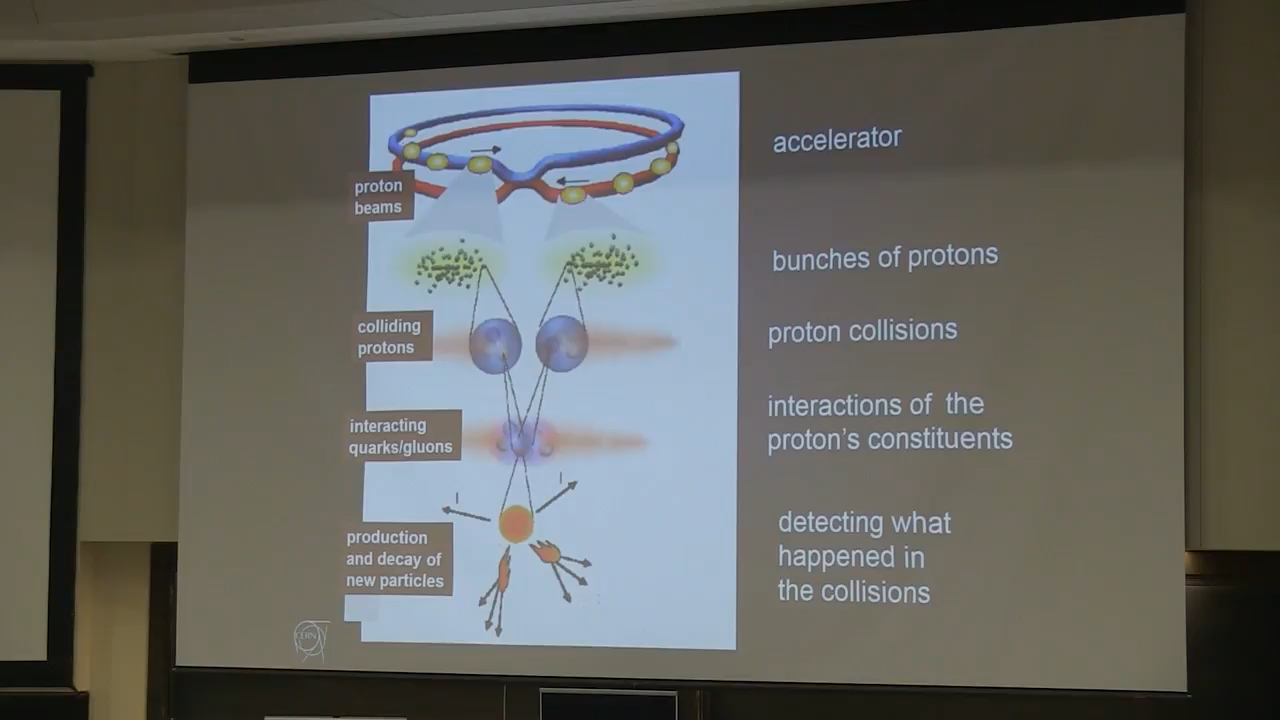 accelerator
proton
beams
bunches of protons
colliding
protons
proton collisions
interacting
quarks/gluons
interactions of the
proton's constituents
l
l
production
and decay of
new particles
detecting what
happened in
the collisions
CERN